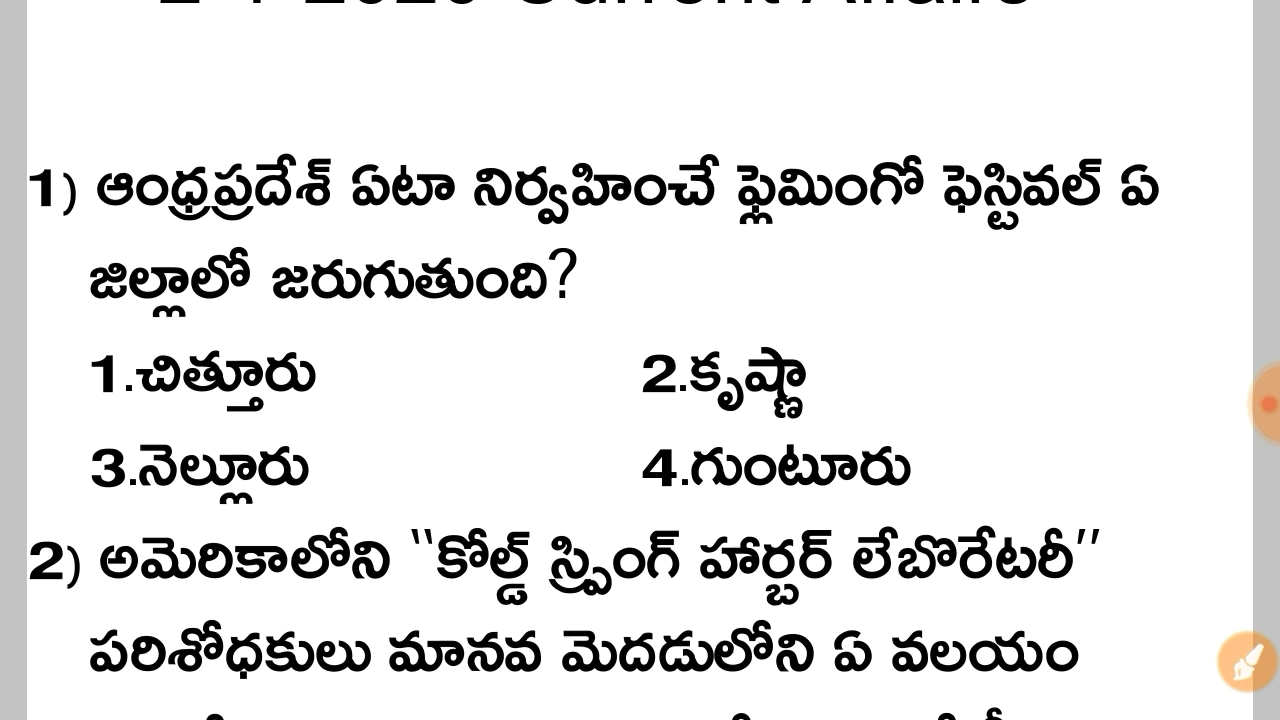 1) ఆంధ్రప్రదేశ్ ఏటా నిర్వహించే ఫ్లెమింగో ఫెస్టివల్ ఏ
జిల్లాలో జరుగుతుంది?
1.చిత్తూరు 2.కృష్ణా
3.నెల్లూరు 4.గుంటూరు
2) అమెరికాలోని "కోల్డ్ స్ప్రింగ్ హార్బర్ లేబొరేటరీ"
పరిశోధకులు మానవ మెదడులోని ఏ వలయం